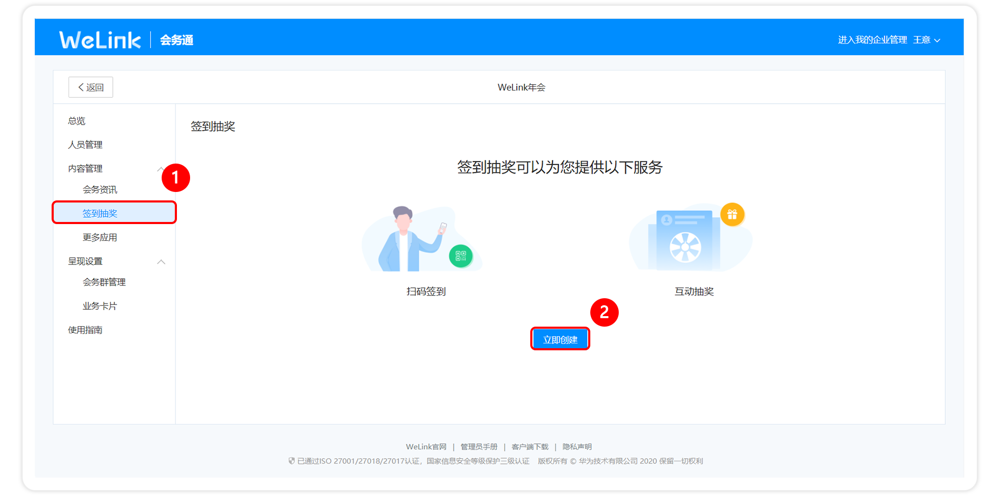 WeLink 会务通
进入我的企业管理 王意
返回
WeLink年会
总览
人员管理
内容管理
1
会务资讯
签到抽奖
更多应用
呈现设置
会务群管理
业务卡片
使用指南
签到抽奖
签到抽奖可以为您提供以下服务
扫码签到
互动抽奖
2
立即创建
WeLink官网 | 管理员手册 | 客户端下载 | 隐私声明
已通过ISO 27001/27018/27017认证，国家信息安全等级保护三级认证 版权所有 © 华为技术有限公司 2020 保留一切权利